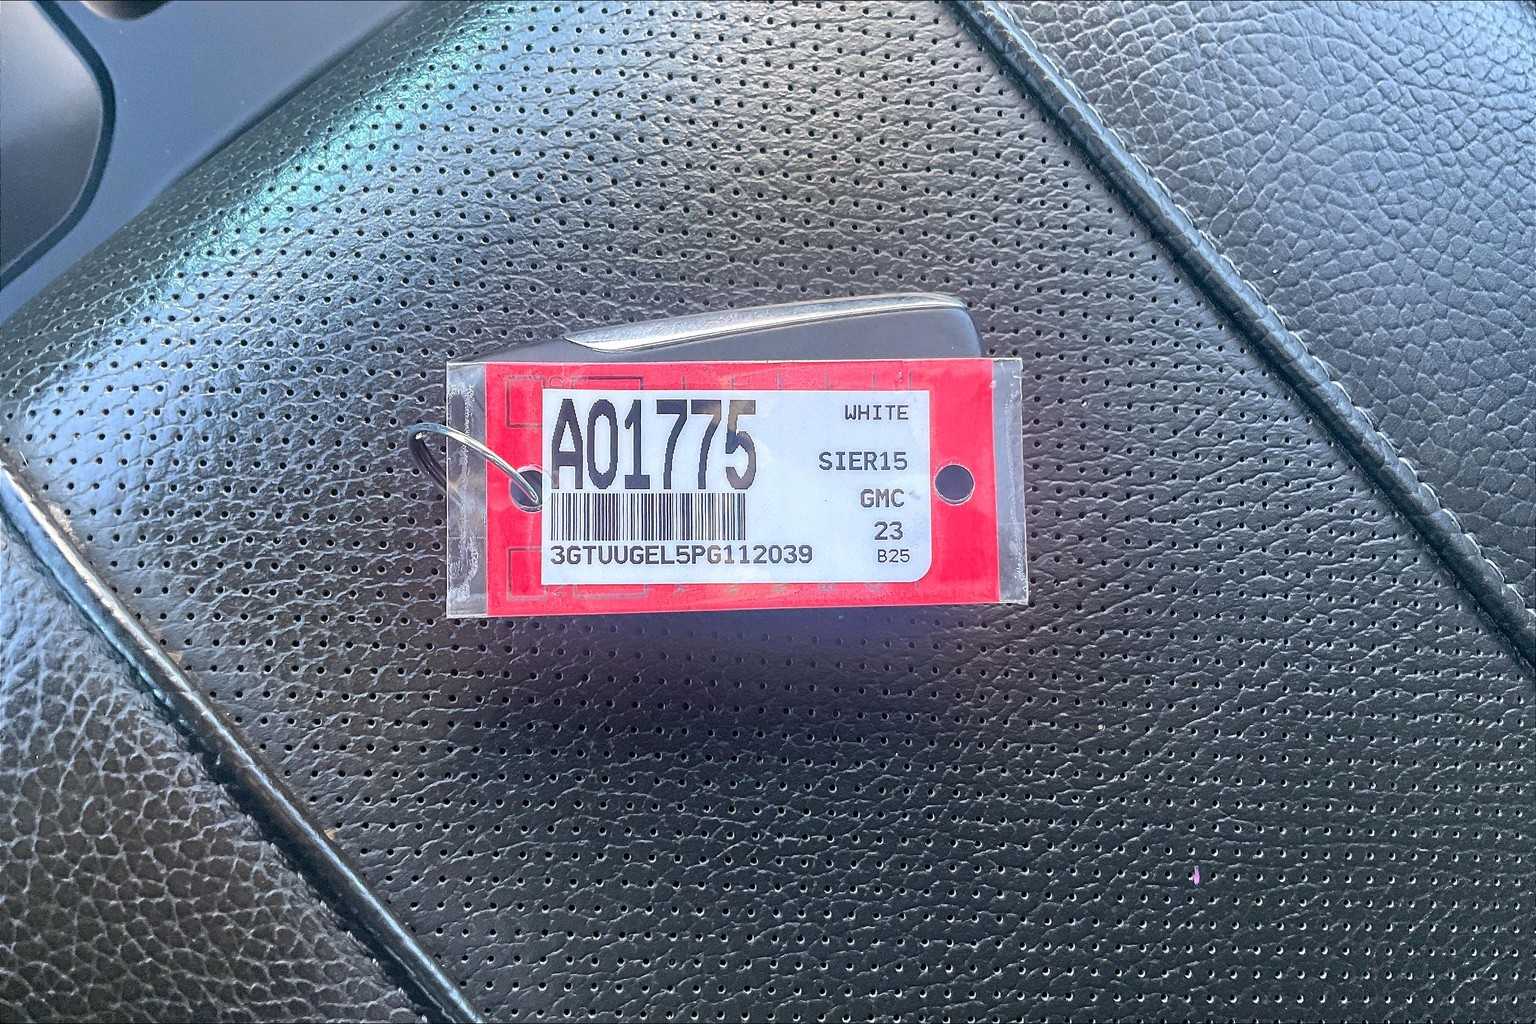 A01775
WHITE
SIER15
GMC
23
3GTUUGEL5PG112039
B25